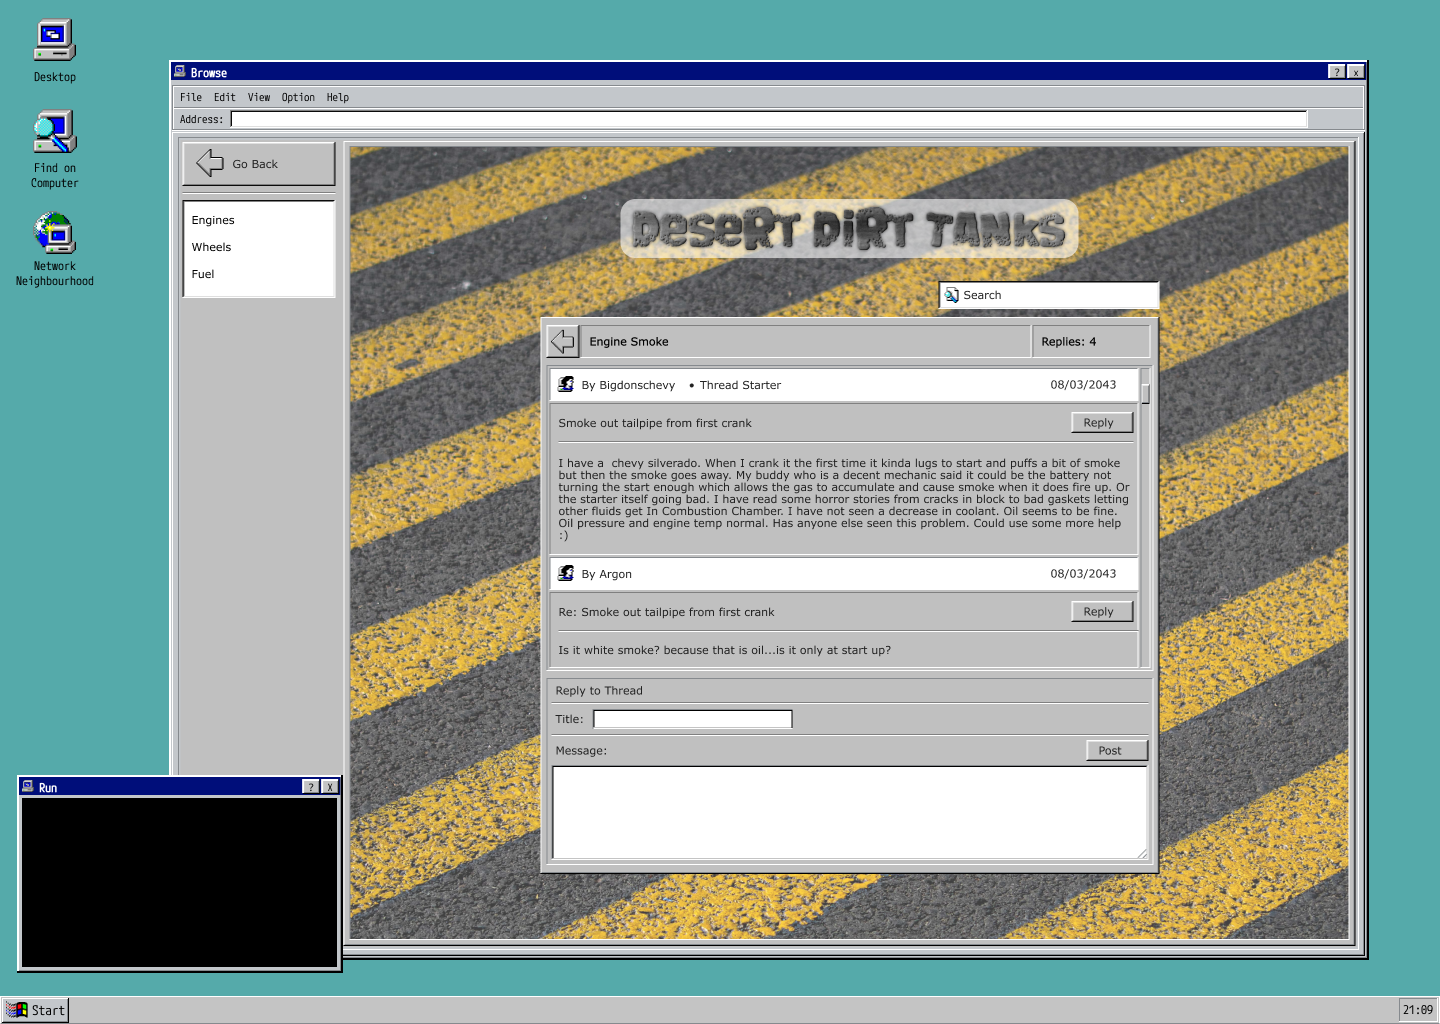 Desktop
Find on
Computer
Network
Neighbourhood
Browse
? x
File Edit View Option Help
Address:
Go Back
Engines
Wheels
Fuel
DeseRT DiRT TANKs
Search
Engine Smoke
Replies: 4
By Bigdonschevy • Thread Starter 08/03/2043
Smoke out tailpipe from first crank
Reply
I have a  chevy silverado. When I crank it the first time it kinda lugs to start and puffs a bit of smoke
but then the smoke goes away. My buddy who is a decent mechanic said it could be the battery not
turning the start enough which allows the gas to accumulate and cause smoke when it does fire up. Or
the starter itself going bad. I have read some horror stories from cracks in block to bad gaskets letting
other fluids get In Combustion Chamber. I have not seen a decrease in coolant. Oil seems to be fine.
Oil pressure and engine temp normal. Has anyone else seen this problem. Could use some more help
:)
By Argon 08/03/2043
Re: Smoke out tailpipe from first crank
Reply
Is it white smoke? because that is oil...is it only at start up?
Reply to Thread
Title:
Message:
Post
Run
? X
Start
21:09